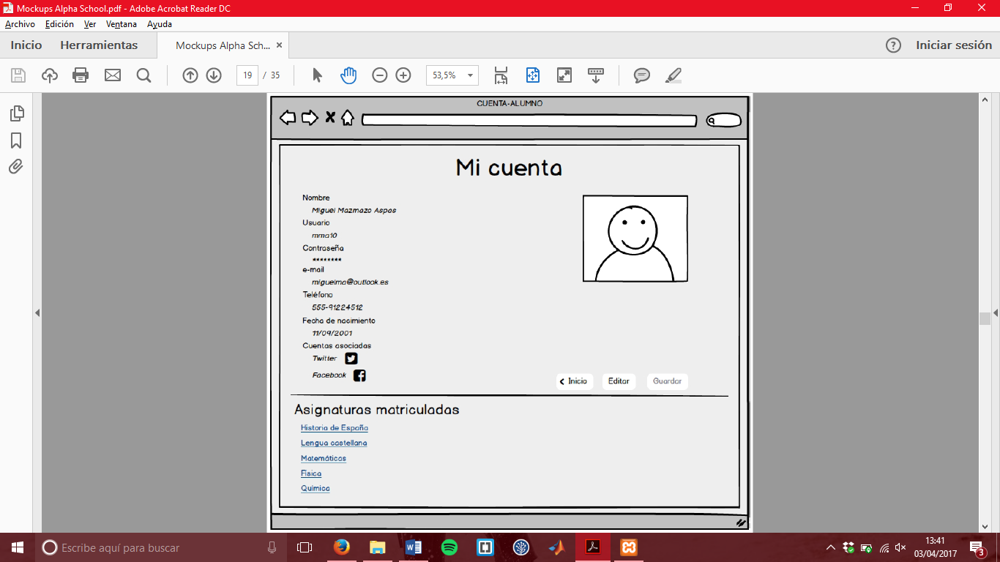 Mockups Alpha School.pdf - Adobe Acrobat Reader DC
Archivo Edición Ver Ventana Ayuda
Inicio Herramientas Mockups Alpha Sch... × ? Iniciar sesión
19 / 35 53,5%
CUENTA-ALUMNO
Mi cuenta
Nombre
Miguel Mazmazo Aspas
Usuario
mma10
Contraseña
********
e-mail
miguelma@outlook.es
Teléfono
555-91224512
Fecha de nacimiento
11/09/2001
Cuentas asociadas
Twitter
Facebook
Inicio Editar Guardar
Asignaturas matriculadas
Historia de España
Lengua castellana
Matemáticas
Física
Química
Escribe aquí para buscar
13:41
03/04/2017
3